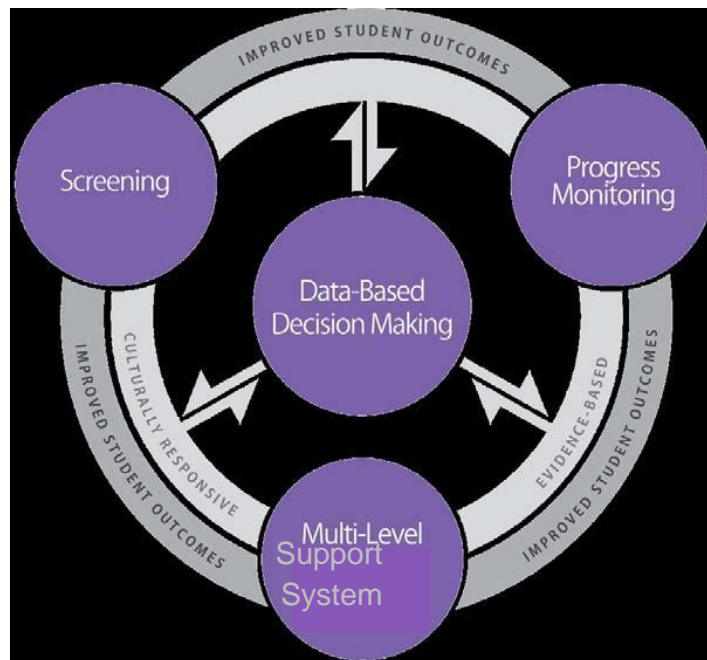 IMPROVED STUDENT OUTCOMES
Screening
Progress
Monitoring
Data-Based
Decision Making
CULTURALLY RESPONSIVE
IMPROVED STUDENT OUTCOMES
EVIDENCE-BASED
IMPROVED STUDENT OUTCOMES
Multi-Level
Support
System